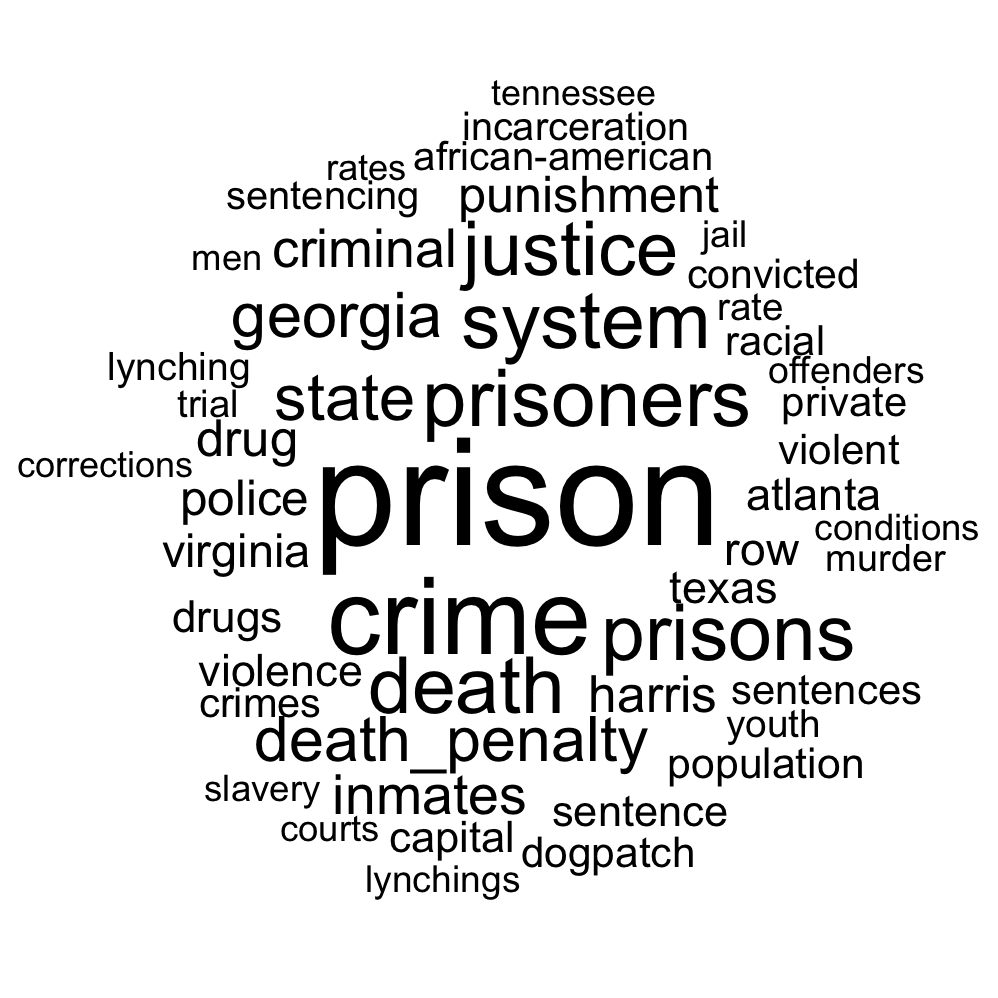 tennessee
incarceration
rates african-american
sentencing punishment
men criminal justice jail
convicted
georgia system rate
racial
lynching offenders
trial state prisoners private
drug violent
corrections
police prison atlanta
conditions
virginia row murder
texas
drugs crime prisons
violence death harris sentences
crimes youth
death_penalty population
slavery inmates sentence
courts capital dogpatch
lynchings